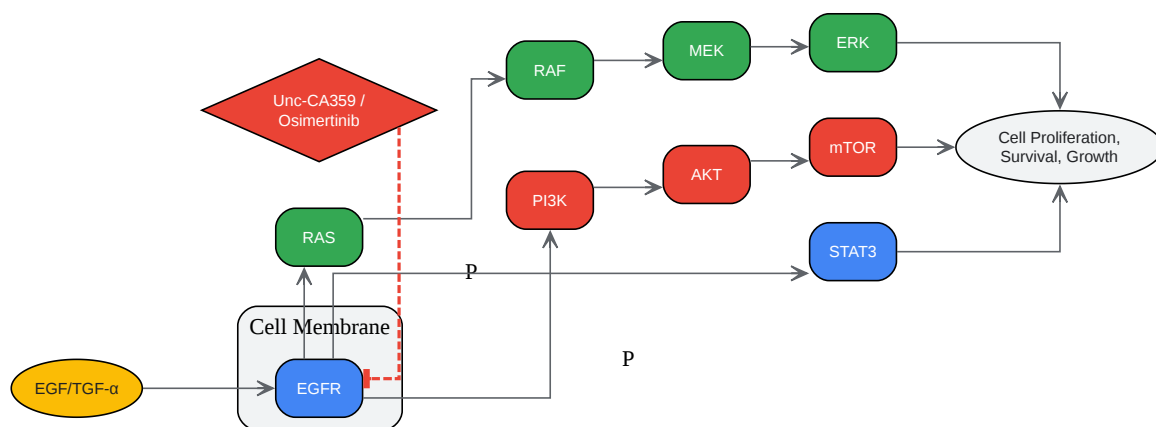 ERK
MEK
RAF
Unc-CA359 /
Osimertinib
Cell Proliferation,
Survival, Growth
mTOR
AKT
PI3K
RAS
STAT3
P
Cell Membrane
P
EGF/TGF-α
EGFR